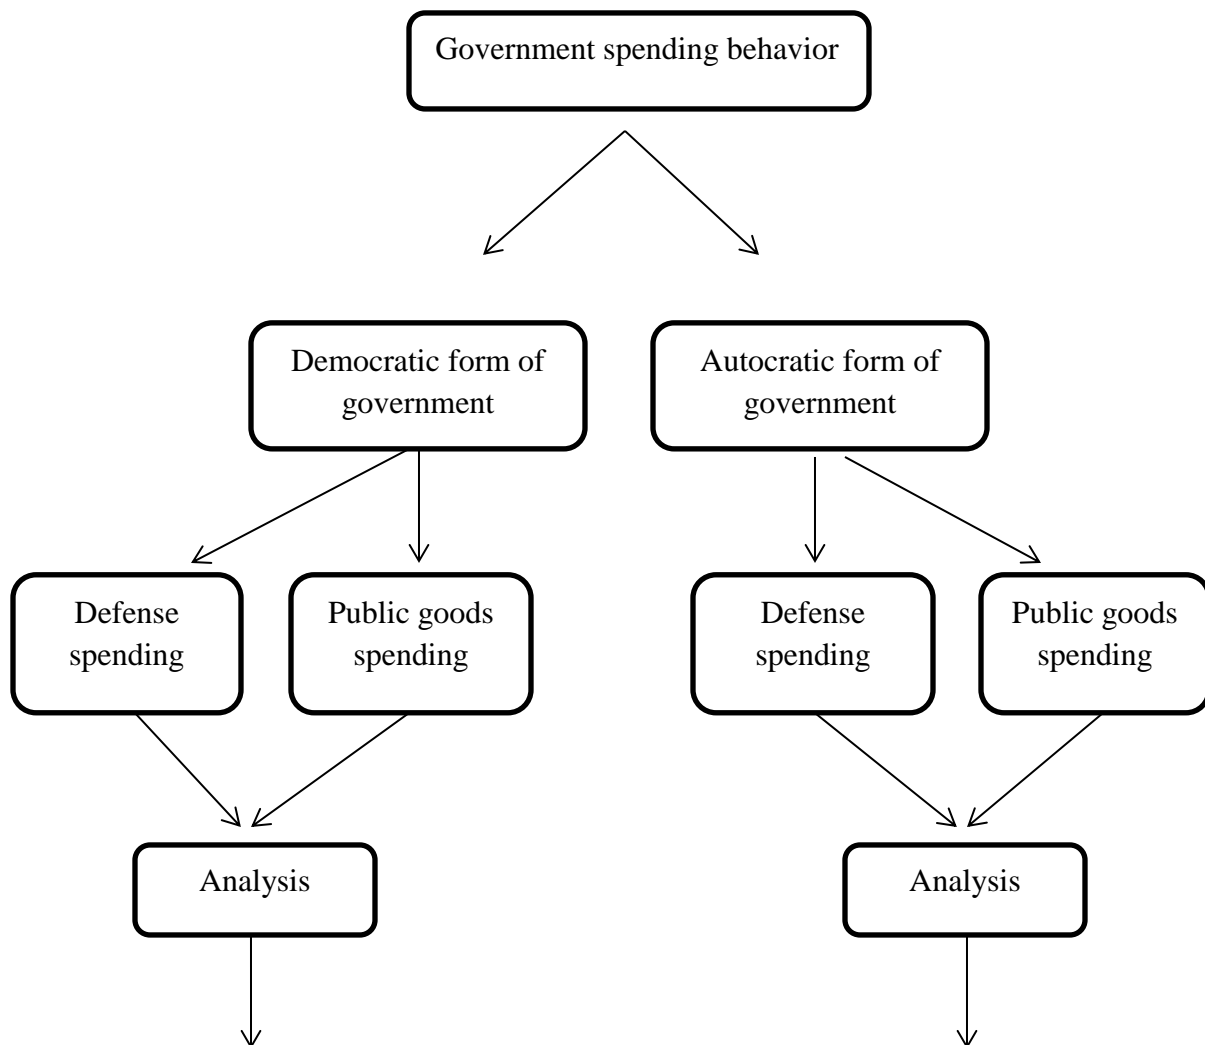 Government spending behavior
Democratic form of
government
Autocratic form of
government
Defense
spending
Public goods
spending
Defense
spending
Public goods
spending
Analysis
Analysis